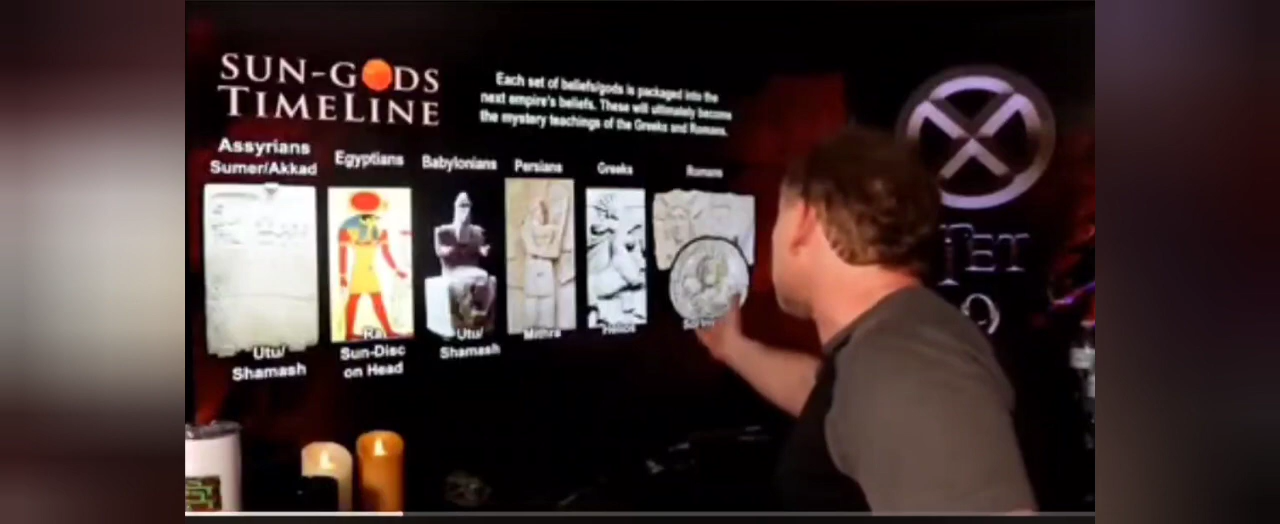 SUN-GODS
TIMELINE
Each set of beliefs/gods is packaged into the
next empire's beliefs. These will ultimately become
the mystery teachings of the Greeks and Romans.
Assyrians
Sumer/Akkad
Egyptians
Babylonians
Persians
Greeks
Romans
Utu/
Shamash
Ra
Sun-Disc
on Head
Utu/
Shamash
Mithra
Helios